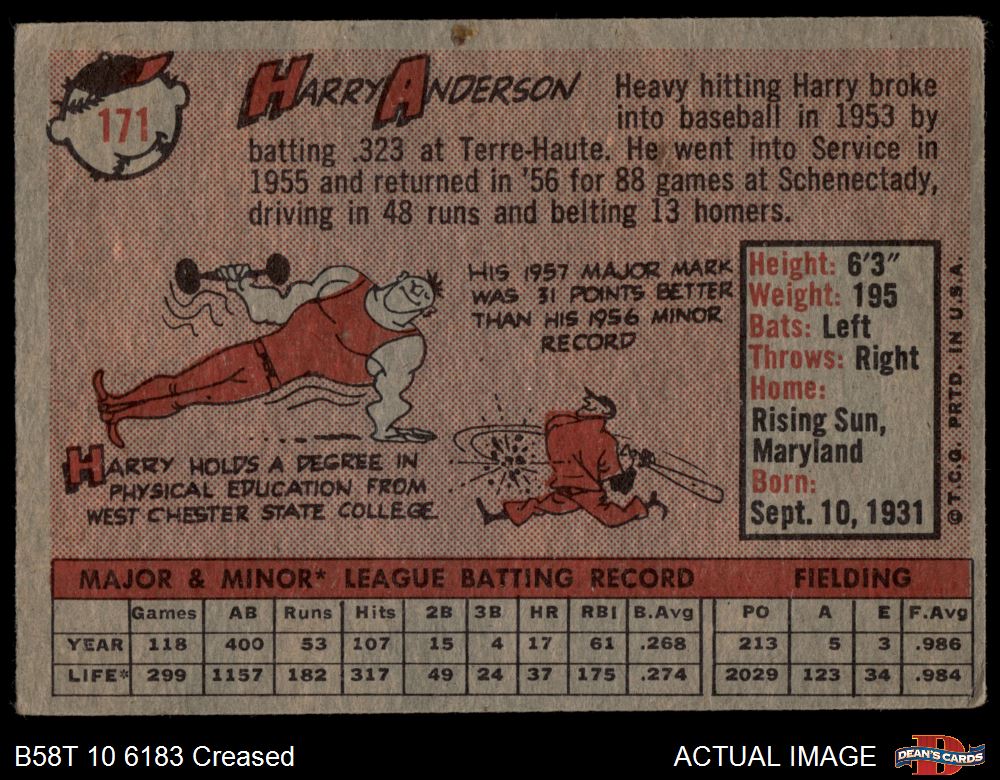 171
HARRY ANDERSON
Heavy hitting Harry broke
into baseball in 1953 by
batting .323 at Terre-Haute. He went into Service in
1955 and returned in '56 for 88 games at Schenectady,
driving in 48 runs and belting 13 homers.
HIS 1957 MAJOR MARK
WAS 31 POINTS BETTER
THAN HIS 1956 MINOR
RECORD
HARRY HOLDS A DEGREE IN
PHYSICAL EDUCATION FROM
WEST CHESTER STATE COLLEGE.
Height: 6'3"
Weight: 195
Bats: Left
Throws: Right
Home:
Rising Sun,
Maryland
Born:
Sept. 10, 1931
© T.C.G. PRTD. IN U.S.A.
MAJOR & MINOR* LEAGUE BATTING RECORD FIELDING
Games AB Runs Hits 2B 3B HR RBI B.Avg PO A E F.Avg
YEAR 118 400 53 107 15 4 17 61 .268 213 5 3 .986
LIFE* 299 1157 182 317 49 24 37 175 .274 2029 123 34 .984
B58T 10 6183 Creased
ACTUAL IMAGE
DEAN'S CARDS